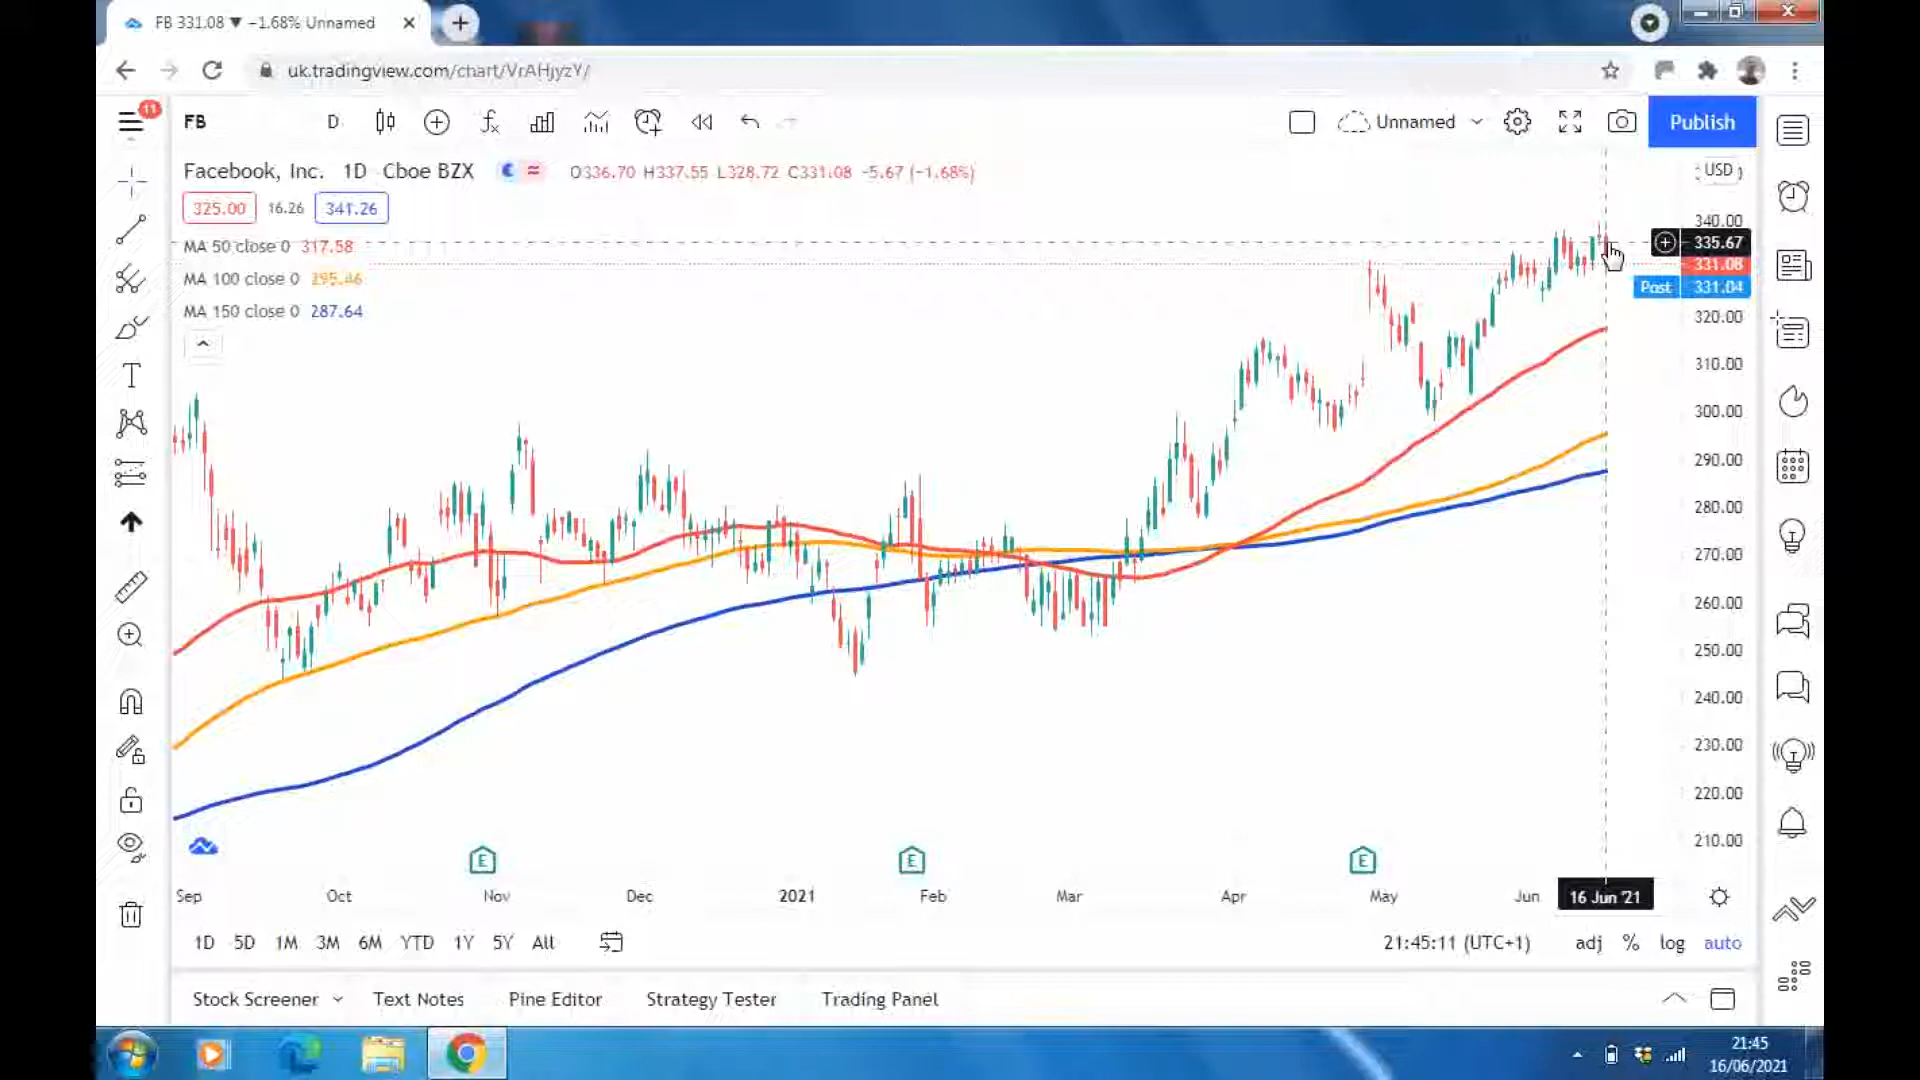 FB 331.08 ▼ −1.68% Unnamed
uk.tradingview.com/chart/VrAHjyzY/
11
FB
D
Unnamed
Publish
Facebook, Inc. 1D Cboe BZX
O336.70 H337.55 L328.72 C331.08 −5.67 (−1.68%)
USD
325.00 16.26 341.26
MA 50 close 0 317.58
MA 100 close 0 295.46
MA 150 close 0 287.64
340.00
335.67
331.08
Post 331.04
320.00
310.00
300.00
290.00
280.00
270.00
260.00
250.00
240.00
230.00
220.00
210.00
E E E
Sep Oct Nov Dec 2021 Feb Mar Apr May Jun 16 Jun '21
1D 5D 1M 3M 6M YTD 1Y 5Y All
21:45:11 (UTC+1) adj % log auto
Stock Screener Text Notes Pine Editor Strategy Tester Trading Panel
21:45
16/06/2021